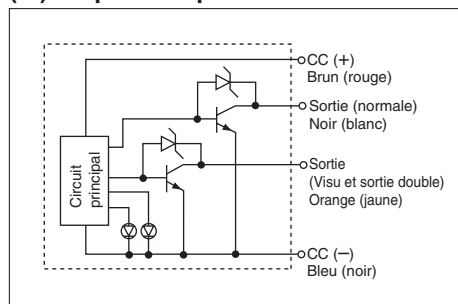 CC (+)
Brun (rouge)
Sortie (normale)
Noir (blanc)
Sortie
(Visu et sortie double)
Orange (jaune)
Circuit
principal
CC (–)
Bleu (noir)